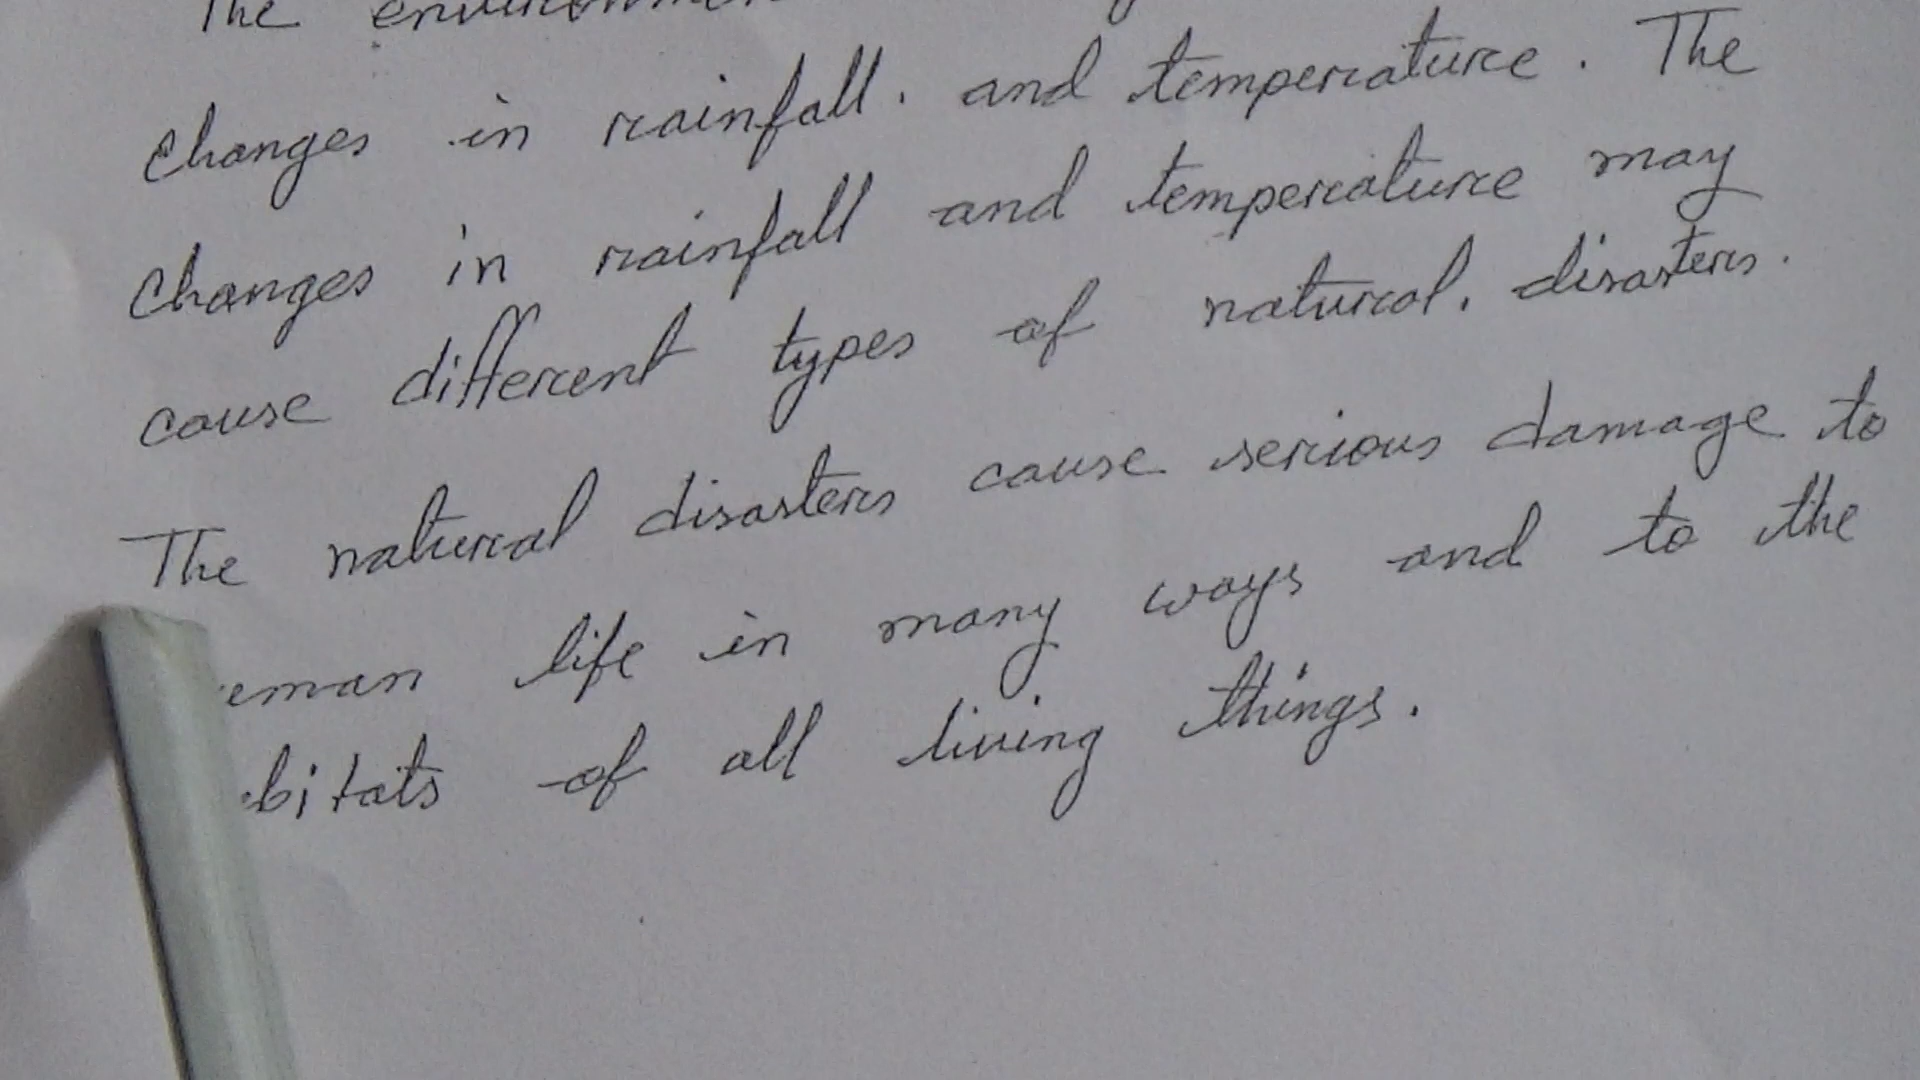 The
changes in rainfall. and temperature. The
changes in rainfall and temperature may
cause different types of natural. disasters.
The natural disasters cause serious damage to
life in many ways and to the
of all living things.